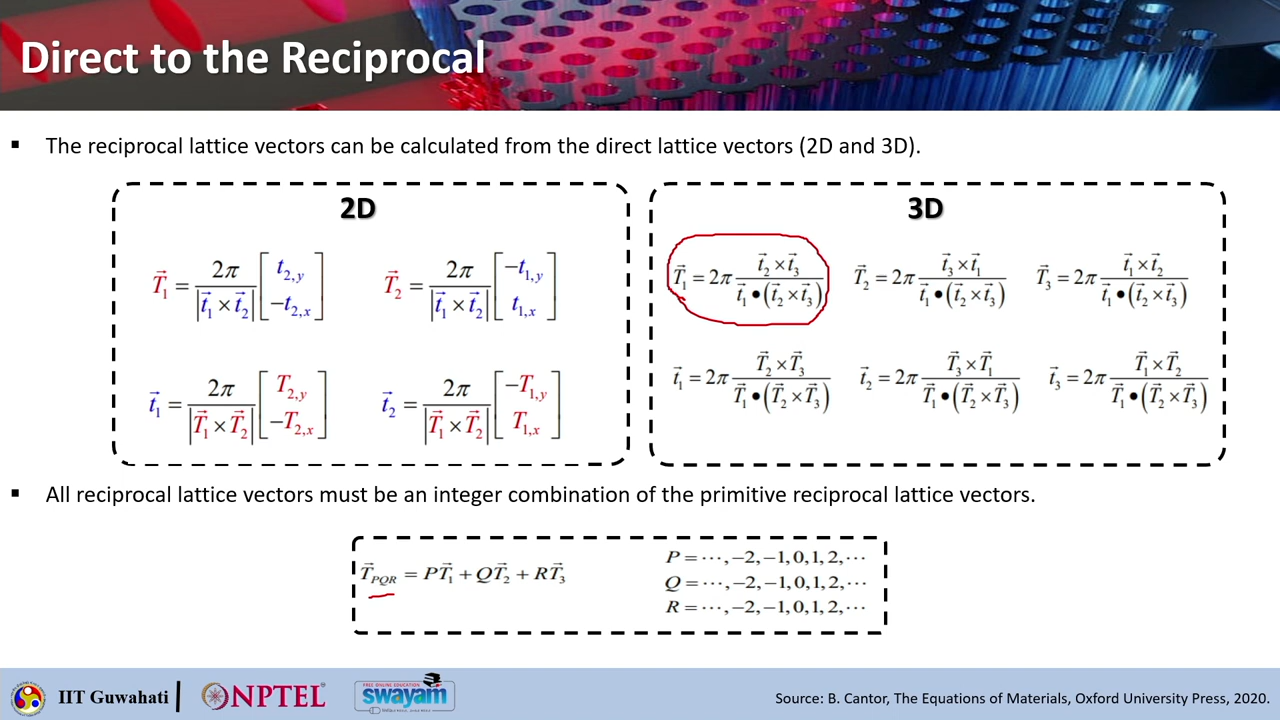 Direct to the Reciprocal
▪ The reciprocal lattice vectors can be calculated from the direct lattice vectors (2D and 3D).
2D
T⃗₁ = 2π/|t⃗₁ × t⃗₂| [t₂,y; −t₂,x]
T⃗₂ = 2π/|t⃗₁ × t⃗₂| [−t₁,y; t₁,x]
t⃗₁ = 2π/|T⃗₁ × T⃗₂| [T₂,y; −T₂,x]
t⃗₂ = 2π/|T⃗₁ × T⃗₂| [−T₁,y; T₁,x]
3D
T⃗₁ = 2π (t⃗₂ × t⃗₃)/(t⃗₁ • (t⃗₂ × t⃗₃))
T⃗₂ = 2π (t⃗₃ × t⃗₁)/(t⃗₁ • (t⃗₂ × t⃗₃))
T⃗₃ = 2π (t⃗₁ × t⃗₂)/(t⃗₁ • (t⃗₂ × t⃗₃))
t⃗₁ = 2π (T⃗₂ × T⃗₃)/(T⃗₁ • (T⃗₂ × T⃗₃))
t⃗₂ = 2π (T⃗₃ × T⃗₁)/(T⃗₁ • (T⃗₂ × T⃗₃))
t⃗₃ = 2π (T⃗₁ × T⃗₂)/(T⃗₁ • (T⃗₂ × T⃗₃))
▪ All reciprocal lattice vectors must be an integer combination of the primitive reciprocal lattice vectors.
T⃗PQR = PT⃗₁ + QT⃗₂ + RT⃗₃
P = ⋯, −2, −1, 0, 1, 2, ⋯
Q = ⋯, −2, −1, 0, 1, 2, ⋯
R = ⋯, −2, −1, 0, 1, 2, ⋯
IIT Guwahati
NPTEL
FREE ONLINE EDUCATION
swayam
Source: B. Cantor, The Equations of Materials, Oxford University Press, 2020.